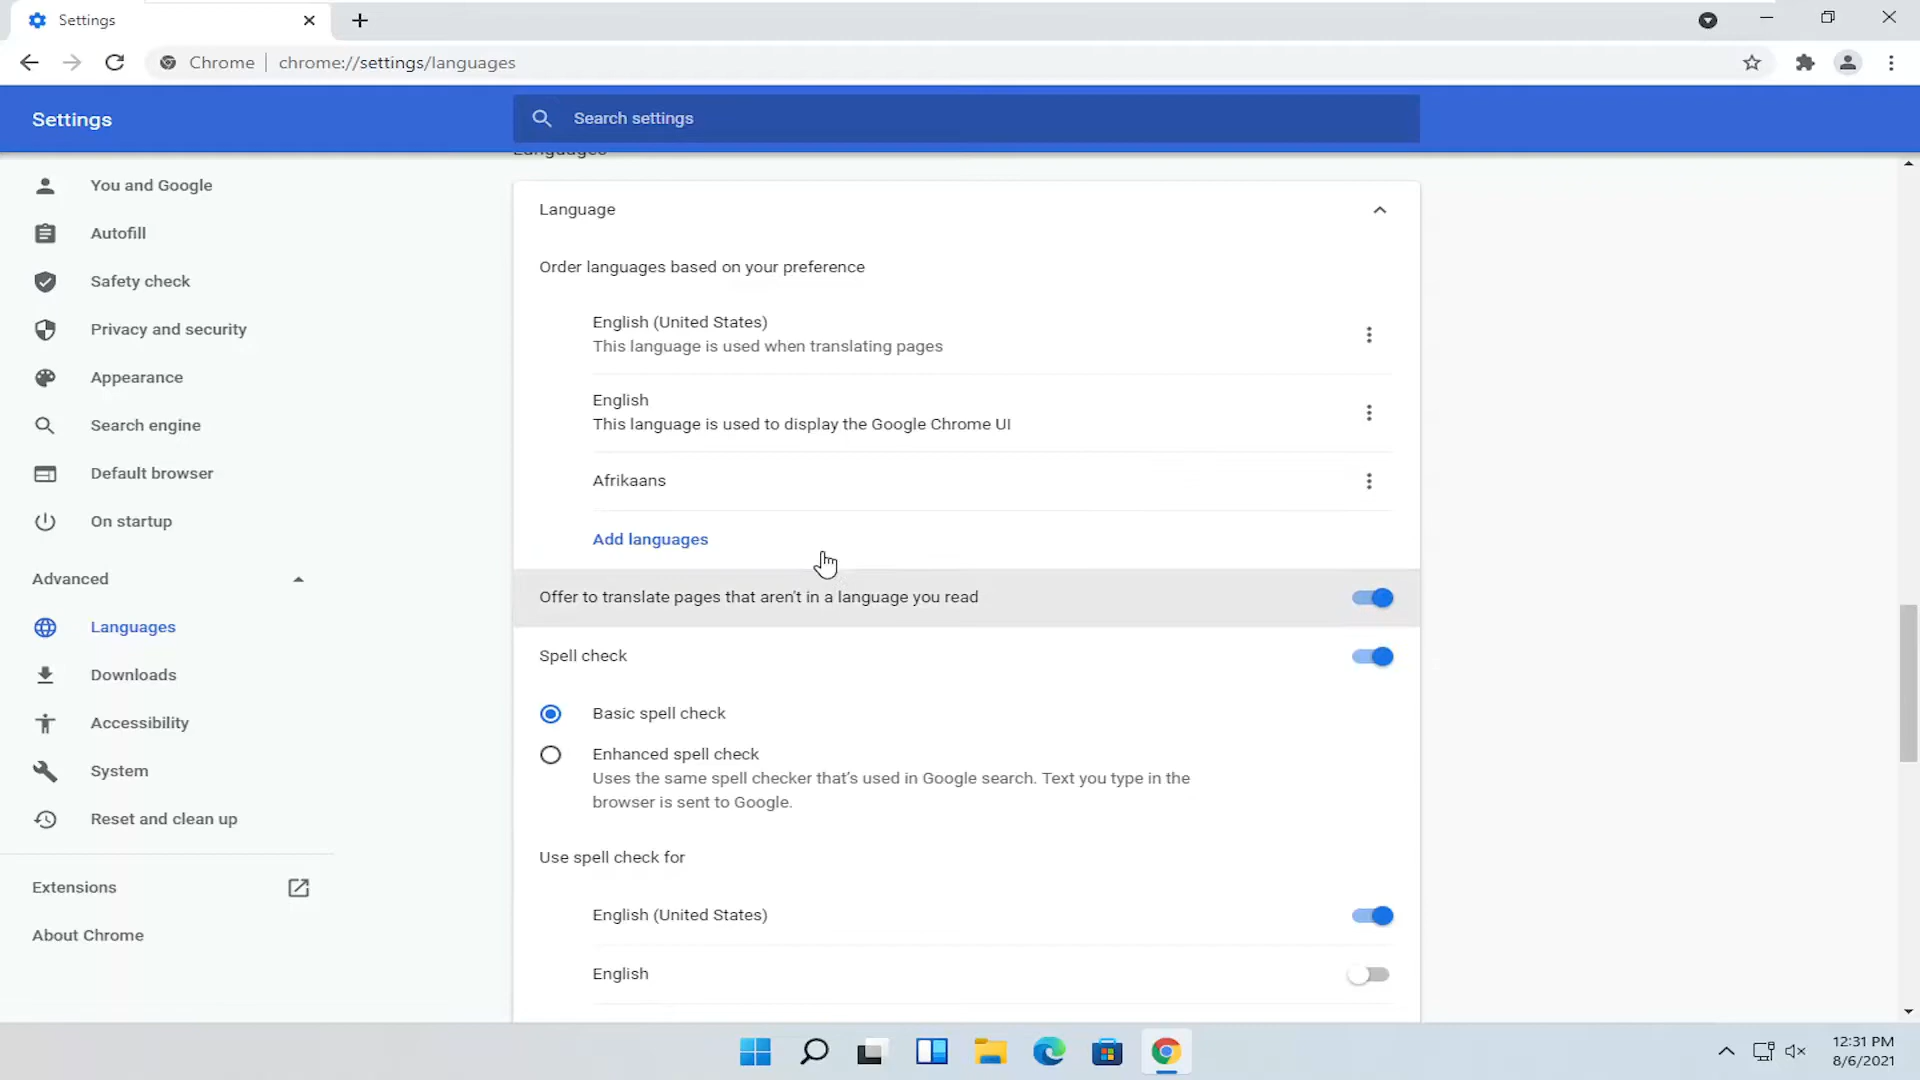 Settings
Chrome
chrome://settings/languages
Settings
Search settings
Languages
You and Google
Autofill
Safety check
Privacy and security
Appearance
Search engine
Default browser
On startup
Advanced
Languages
Downloads
Accessibility
System
Reset and clean up
Extensions
About Chrome
Language
Order languages based on your preference
English (United States)
This language is used when translating pages
English
This language is used to display the Google Chrome UI
Afrikaans
Add languages
Offer to translate pages that aren't in a language you read
Spell check
Basic spell check
Enhanced spell check
Uses the same spell checker that's used in Google search. Text you type in the
browser is sent to Google.
Use spell check for
English (United States)
English
12:31 PM
8/6/2021